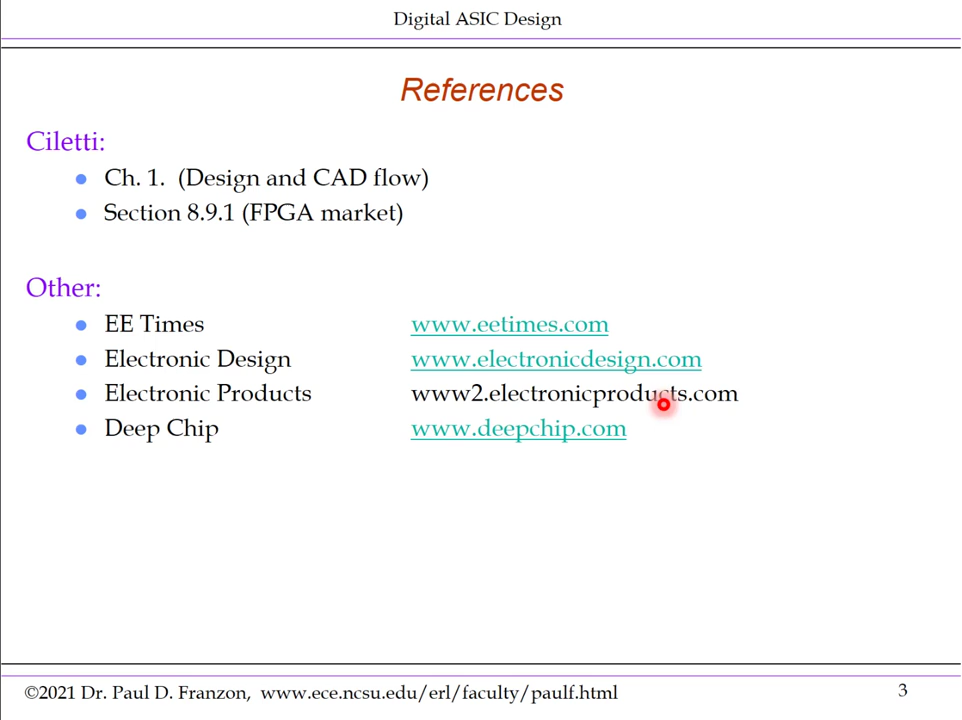 Digital ASIC Design
References
Ciletti:
Ch. 1. (Design and CAD flow)
Section 8.9.1 (FPGA market)
Other:
EE Times www.eetimes.com
Electronic Design www.electronicdesign.com
Electronic Products www2.electronicproducts.com
Deep Chip www.deepchip.com
©2021 Dr. Paul D. Franzon, www.ece.ncsu.edu/erl/faculty/paulf.html 3